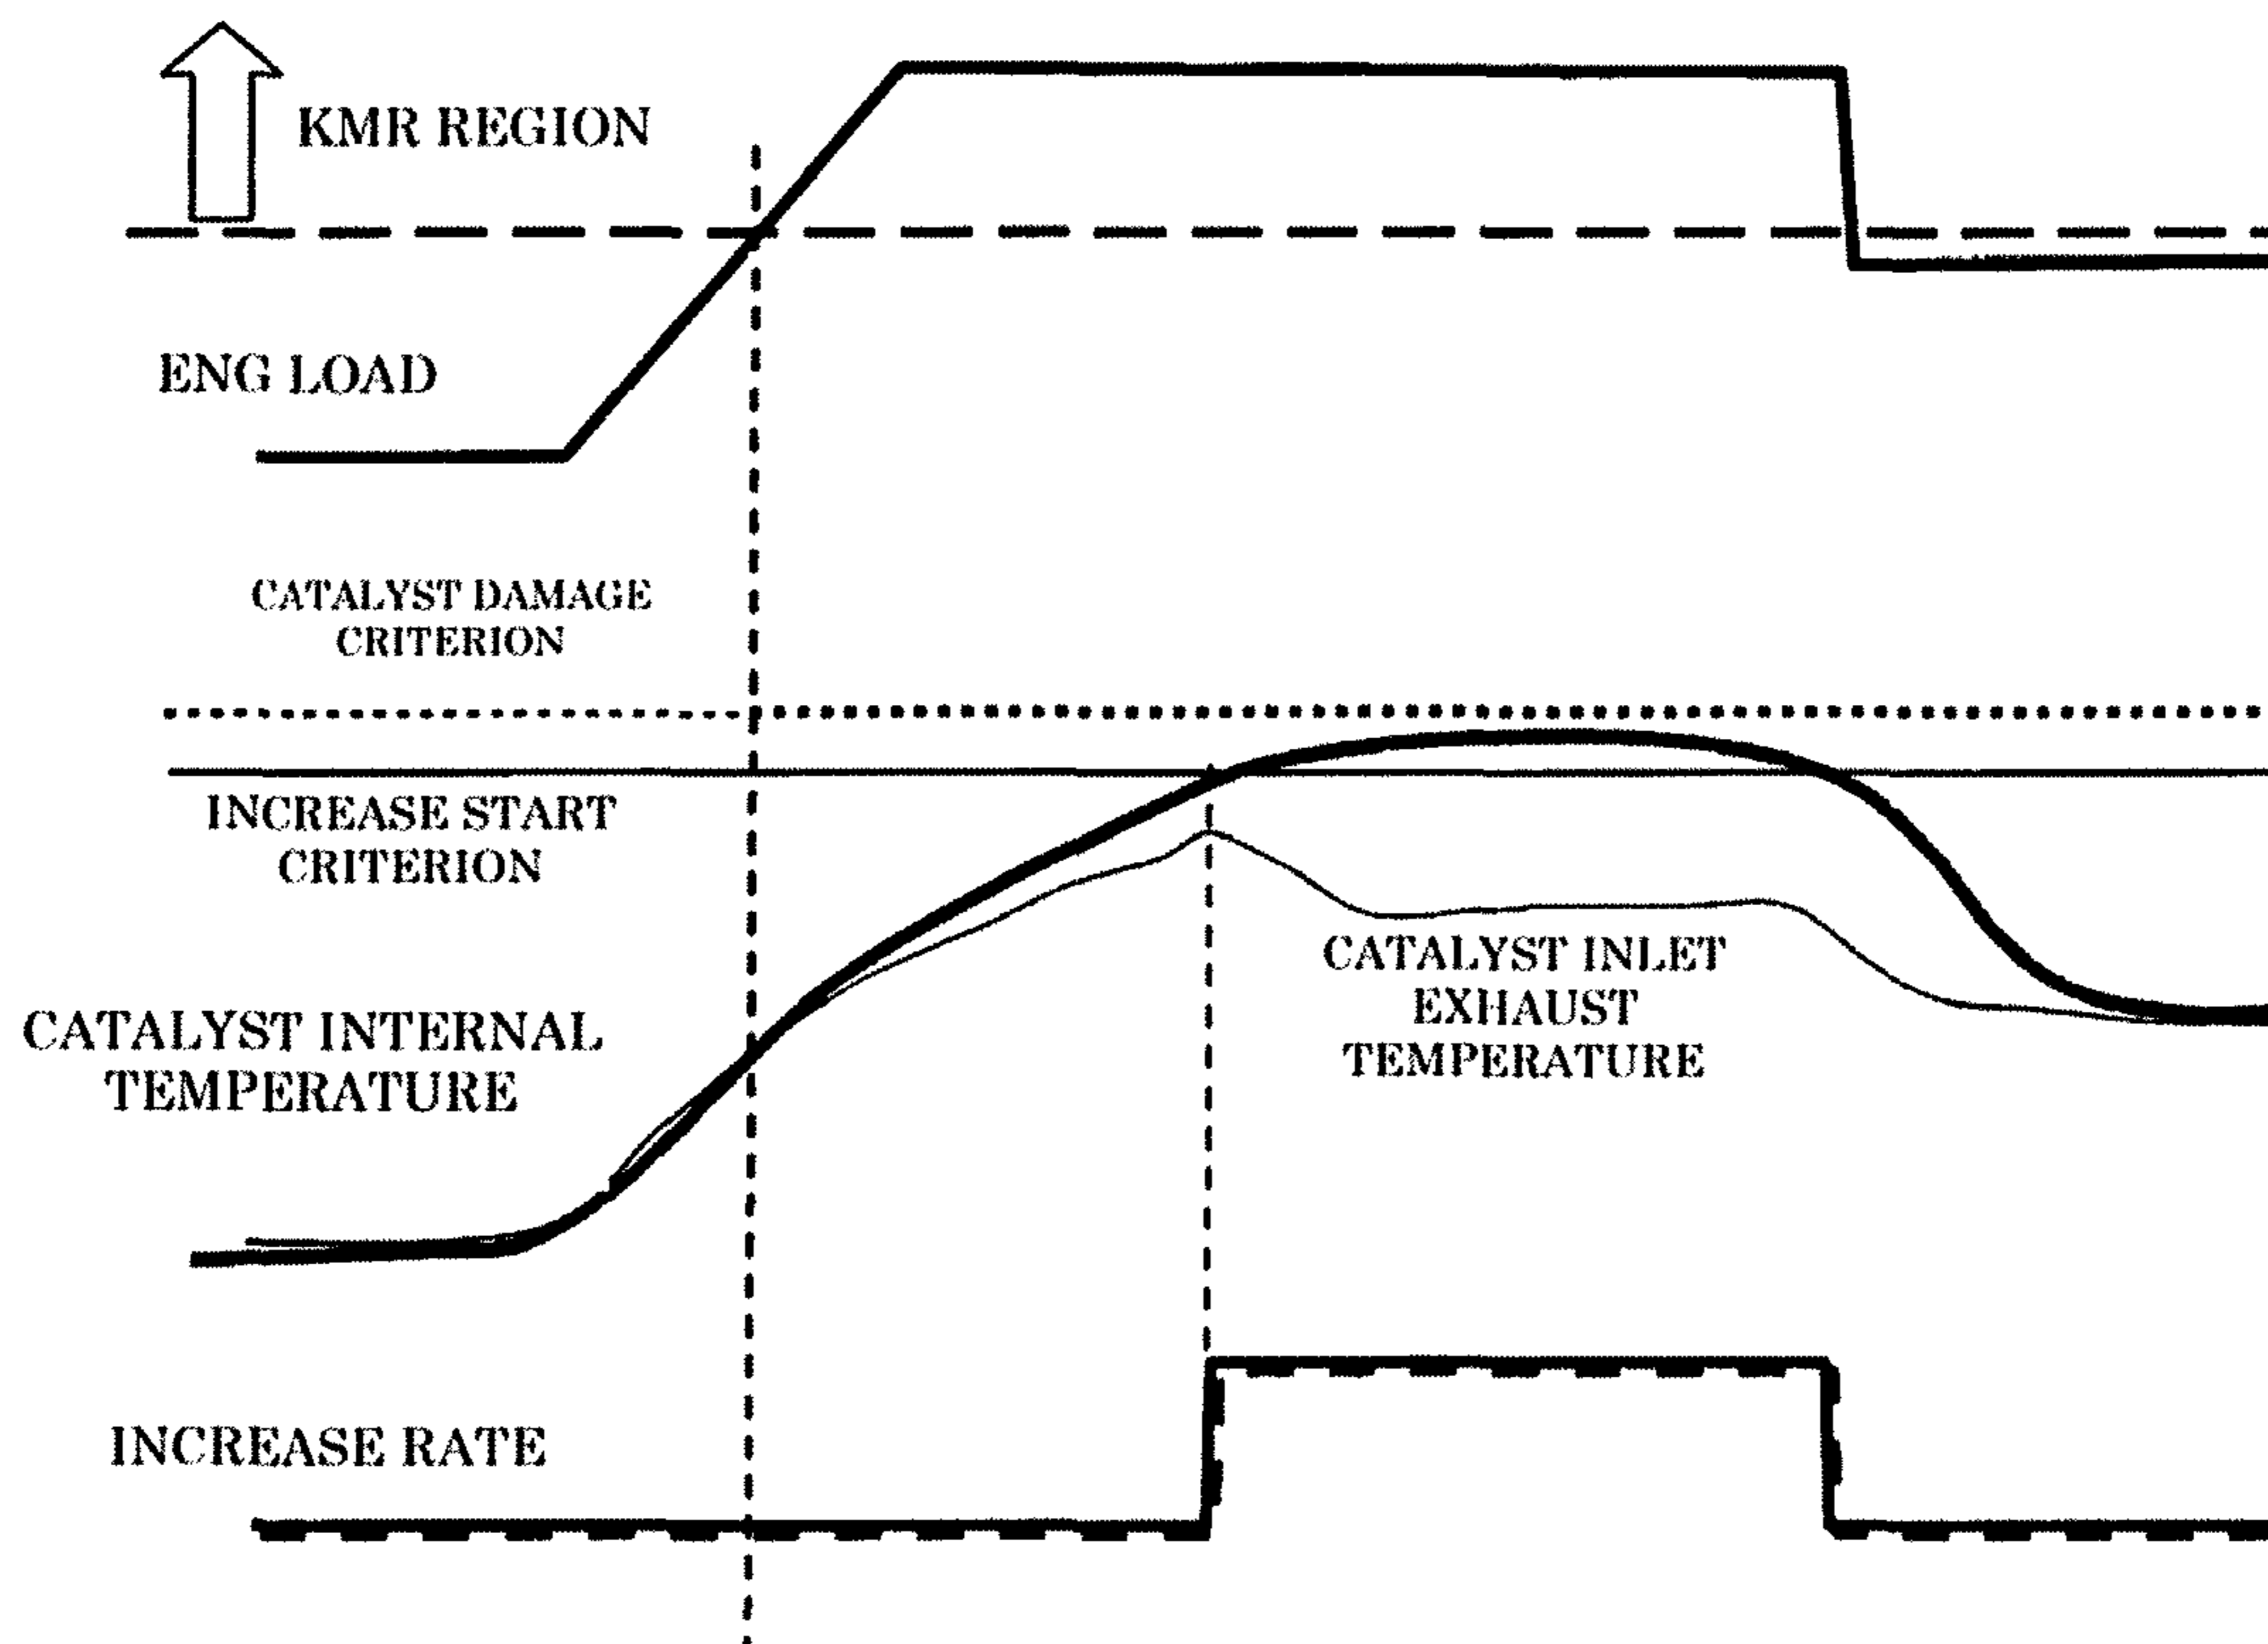 KMR REGION
ENG LOAD
CATALYST DAMAGE
CRITERION
INCREASE START
CRITERION
CATALYST INLET
EXHAUST
TEMPERATURE
CATALYST INTERNAL
TEMPERATURE
INCREASE RATE